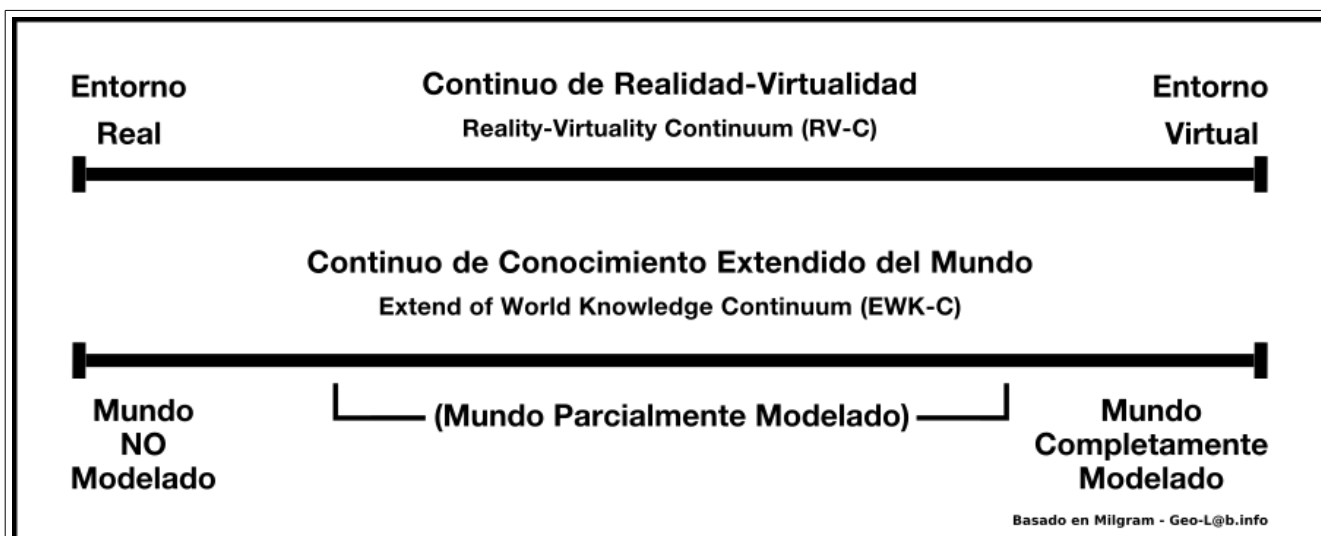 Entorno
Real
Continuo de Realidad-Virtualidad
Reality-Virtuality Continuum (RV-C)
Entorno
Virtual
Continuo de Conocimiento Extendido del Mundo
Extend of World Knowledge Continuum (EWK-C)
Mundo
NO
Modelado
(Mundo Parcialmente Modelado)
Mundo
Completamente
Modelado
Basado en Milgram - Geo-L@b.info